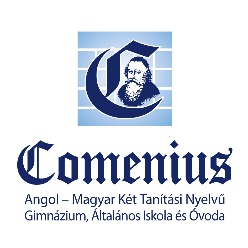 C
Comenius
Angol – Magyar Két Tanítási Nyelvű
Gimnázium, Általános Iskola és Óvoda